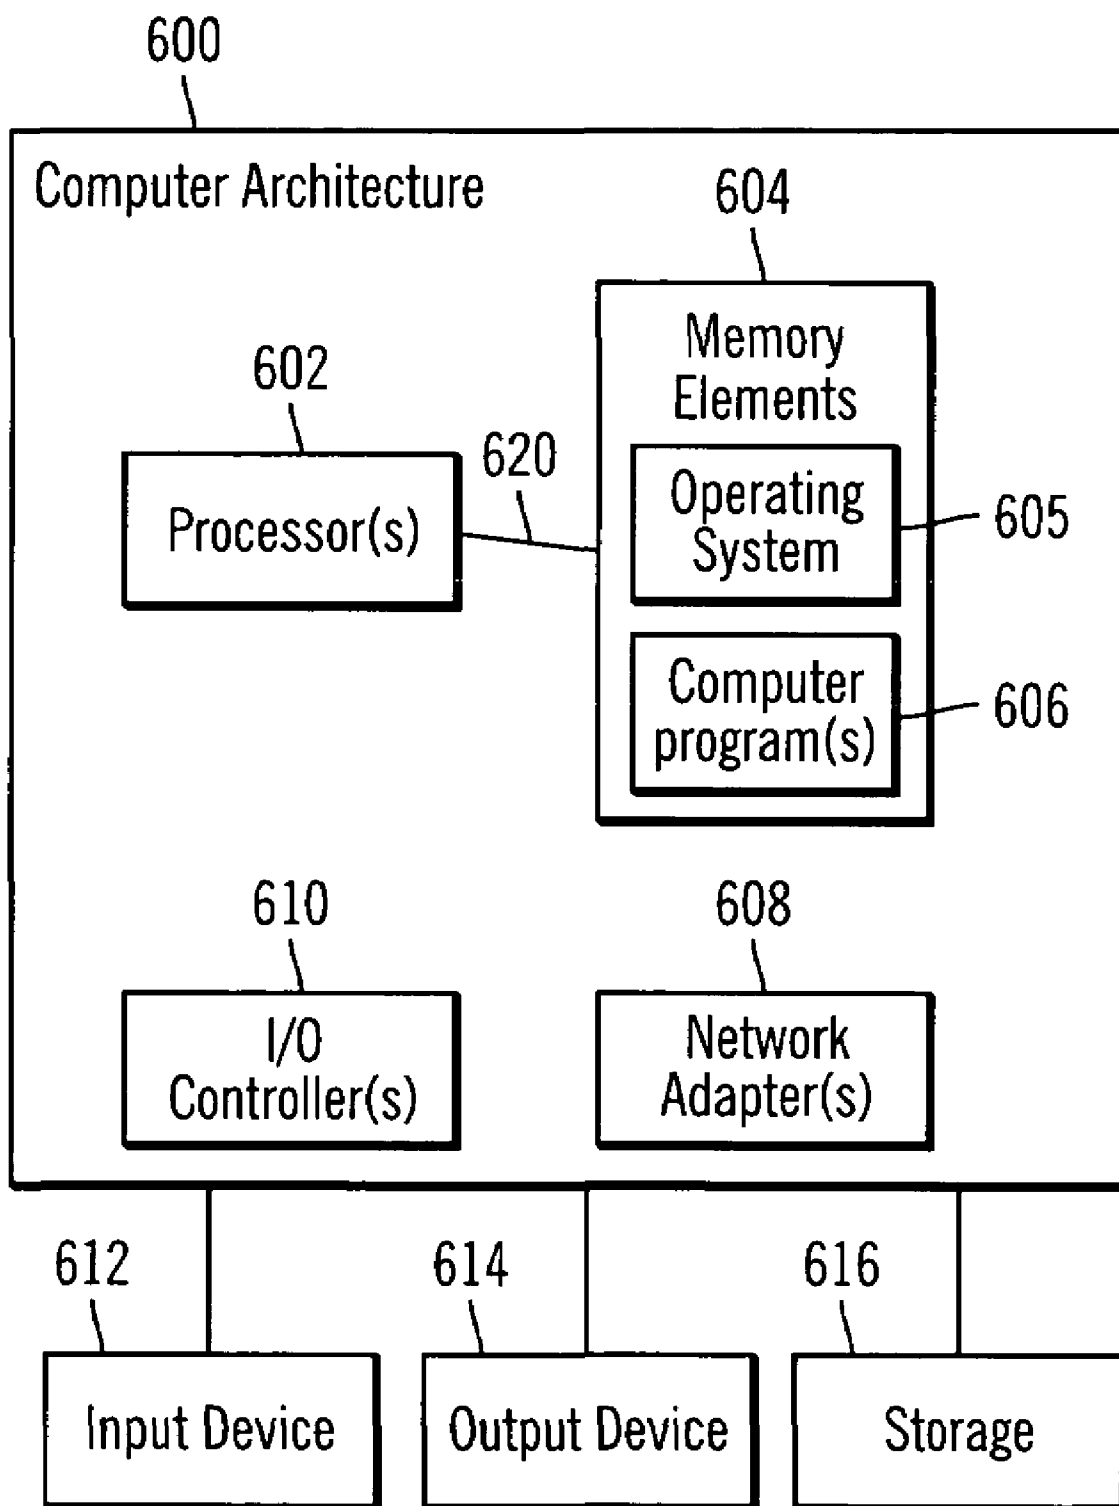 600
Computer Architecture
604
Memory
Elements
602
620
Processor(s)
Operating
System
605
Computer
program(s)
606
610
608
I/O
Controller(s)
Network
Adapter(s)
612
614
616
Input Device
Output Device
Storage